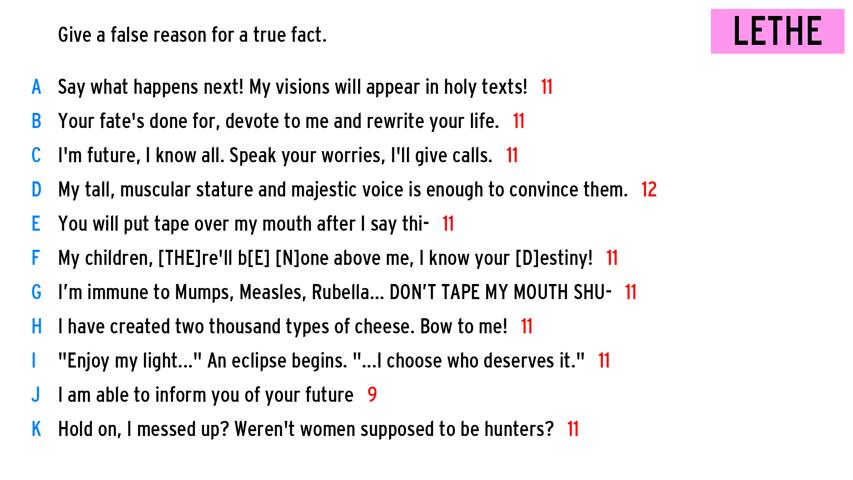 Give a false reason for a true fact.
LETHE
A Say what happens next! My visions will appear in holy texts! 11
B Your fate's done for, devote to me and rewrite your life. 11
C I'm future, I know all. Speak your worries, I'll give calls. 11
D My tall, muscular stature and majestic voice is enough to convince them. 12
E You will put tape over my mouth after I say thi- 11
F My children, [THE]re'll b[E] [N]one above me, I know your [D]estiny! 11
G I’m immune to Mumps, Measles, Rubella... DON’T TAPE MY MOUTH SHU- 11
H I have created two thousand types of cheese. Bow to me! 11
I "Enjoy my light..." An eclipse begins. "...I choose who deserves it." 11
J I am able to inform you of your future 9
K Hold on, I messed up? Weren't women supposed to be hunters? 11